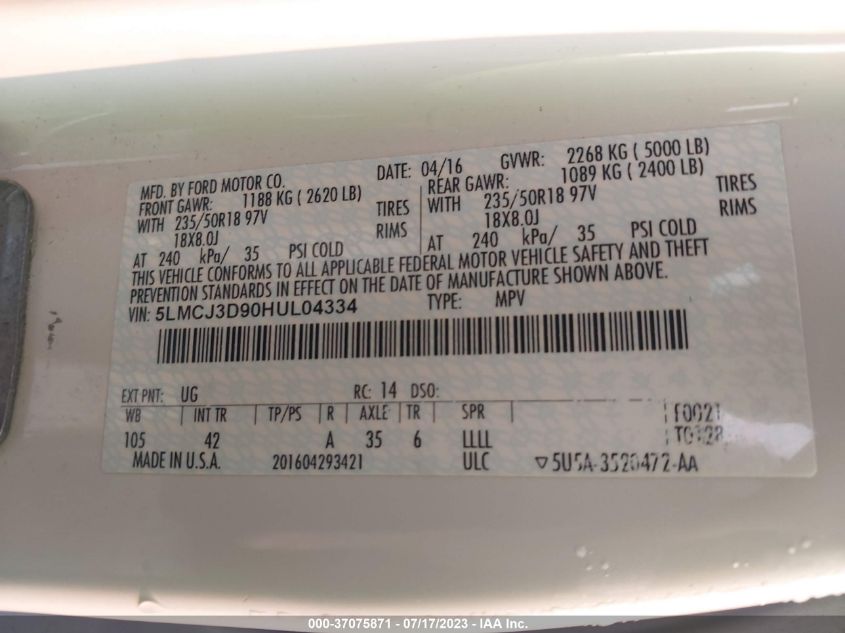 MFD. BY FORD MOTOR CO.
DATE: 04/16 GVWR: 2268 KG ( 5000 LB)
FRONT GAWR: 1188 KG ( 2620 LB)
REAR GAWR: 1089 KG ( 2400 LB)
WITH 235/50R18 97V TIRES
WITH 235/50R18 97V TIRES
18X8.0J RIMS
18X8.0J RIMS
AT 240 kPa/ 35 PSI COLD
AT 240 kPa/ 35 PSI COLD
THIS VEHICLE CONFORMS TO ALL APPLICABLE FEDERAL MOTOR VEHICLE SAFETY AND THEFT
PREVENTION STANDARDS IN EFFECT ON THE DATE OF MANUFACTURE SHOWN ABOVE.
VIN: 5LMCJ3D90HUL04334 TYPE: MPV
EXT PNT: UG RC: 14 DSO:
WB INT TR TP/PS R AXLE TR SPR F0021
105 42 A 35 6 LLLL
MADE IN U.S.A. 201604293421 ULC ▽5U5A-3520472-AA
000-37075871 - 07/17/2023 - IAA Inc.